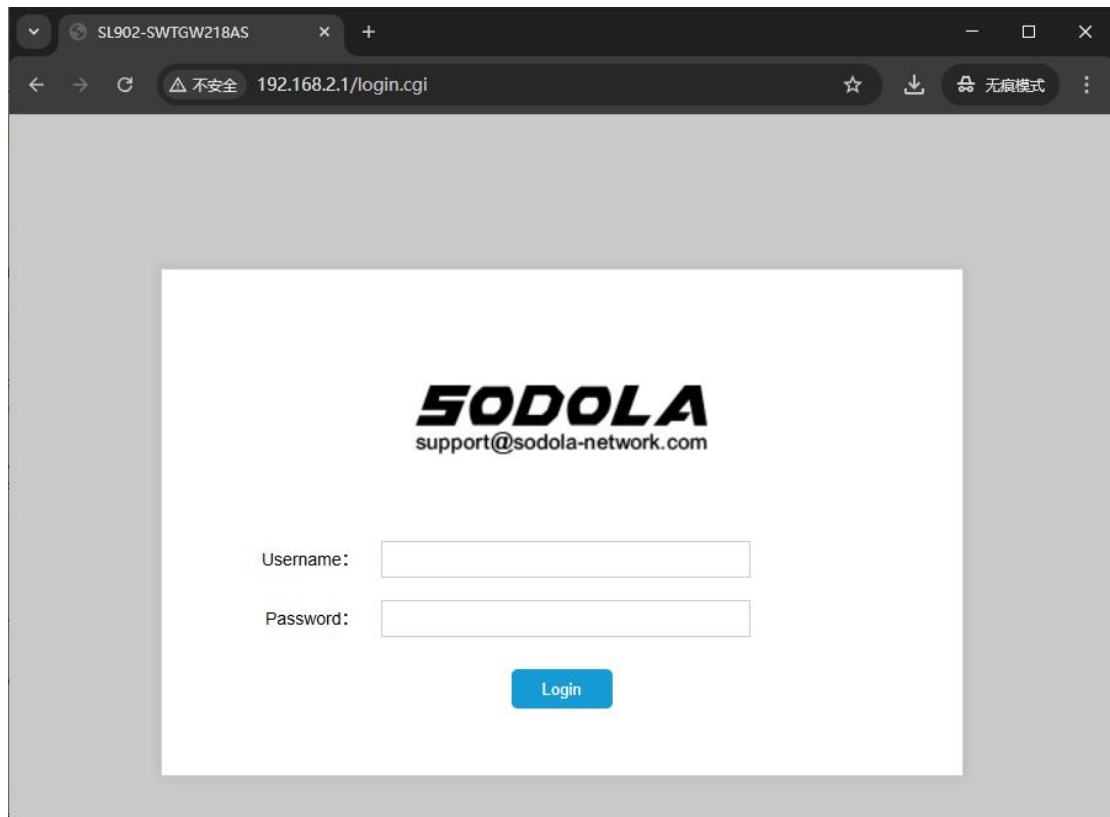 SL902-SWTGW218AS
不安全 192.168.2.1/login.cgi 无痕模式
SODOLA
support@sodola-network.com
Username：
Password：
Login